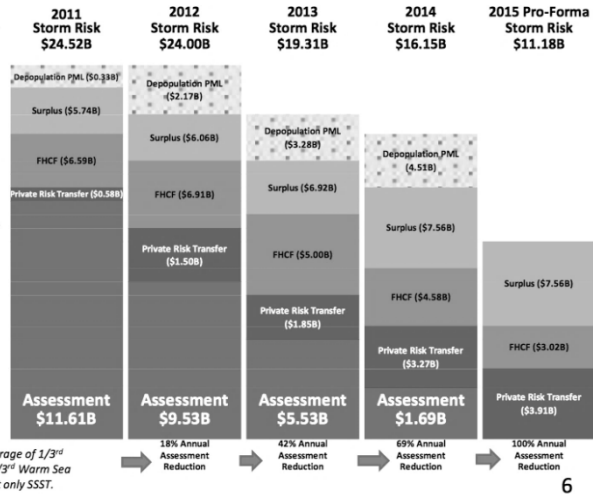 2011
Storm Risk
$24.52B
2012
Storm Risk
$24.00B
2013
Storm Risk
$19.31B
2014
Storm Risk
$16.15B
2015 Pro-Forma
Storm Risk
$11.18B
Depopulation PML ($0.33B)
Surplus ($5.74B)
FHCF ($6.59B)
Private Risk Transfer ($0.58B)
Assessment
$11.61B
Depopulation PML
($2.17B)
Surplus ($6.06B)
FHCF ($6.91B)
Private Risk Transfer
($1.50B)
Assessment
$9.53B
Depopulation PML
($3.28B)
Surplus ($6.92B)
FHCF ($5.00B)
Private Risk Transfer
($1.85B)
Assessment
$5.53B
Depopulation PML
(4.51B)
Surplus ($7.56B)
FHCF ($4.58B)
Private Risk Transfer
($3.27B)
Assessment
$1.69B
Surplus ($7.56B)
FHCF ($3.02B)
Private Risk Transfer
($3.91B)
rage of 1/3rd
/3rd Warm Sea
only SSST.
18% Annual
Assessment
Reduction
42% Annual
Assessment
Reduction
69% Annual
Assessment
Reduction
100% Annual
Assessment
Reduction
6